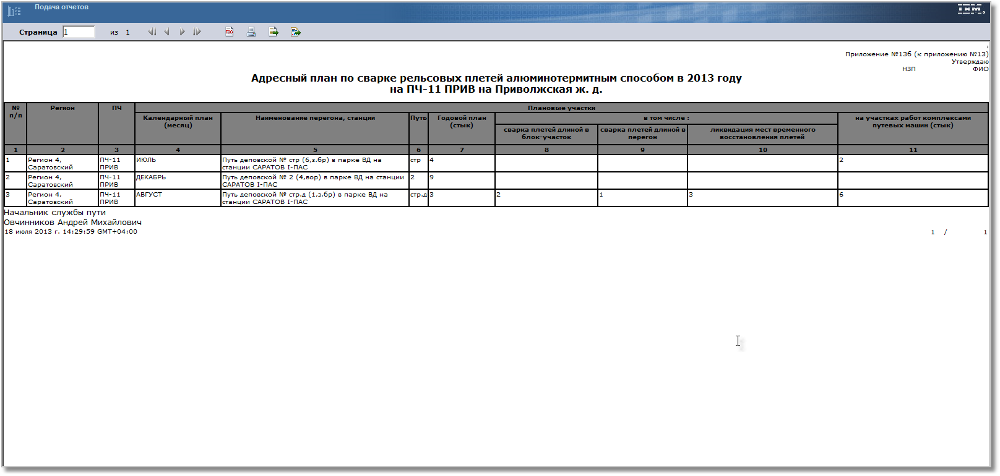 Подача отчетов
IBM.
Страница 1 из 1
TOC
:
Приложение №13б (к приложению №13)
Утверждаю
НЗП ФИО
Адресный план по сварке рельсовых плетей алюминотермитным способом в 2013 году
на ПЧ-11 ПРИВ на Приволжская ж. д.
№ п/п Регион ПЧ Плановые участки
Календарный план (месяц) Наименование перегона, станции Путь Годовой план (стык) в том числе : на участках работ комплексами путевых машин (стык)
сварка плетей длиной в блок-участок сварка плетей длиной в перегон ликвидация мест временного восстановления плетей
1 2 3 4 5 6 7 8 9 10 11
1 Регион 4, Саратовский ПЧ-11 ПРИВ ИЮЛЬ Путь деповской № стр (6,з.бр) в парке ВД на станции САРАТОВ I-ПАС стр 4 2
2 Регион 4, Саратовский ПЧ-11 ПРИВ ДЕКАБРЬ Путь деповской № 2 (4,вор) в парке ВД на станции САРАТОВ I-ПАС 2 9
3 Регион 4, Саратовский ПЧ-11 ПРИВ АВГУСТ Путь деповской № стр.д (1,з.бр) в парке ВД на станции САРАТОВ I-ПАС стр.д 3 2 1 3 6
Начальник службы пути
Овчинников Андрей Михайлович
18 июля 2013 г. 14:29:59 GMT+04:00
1 / 1